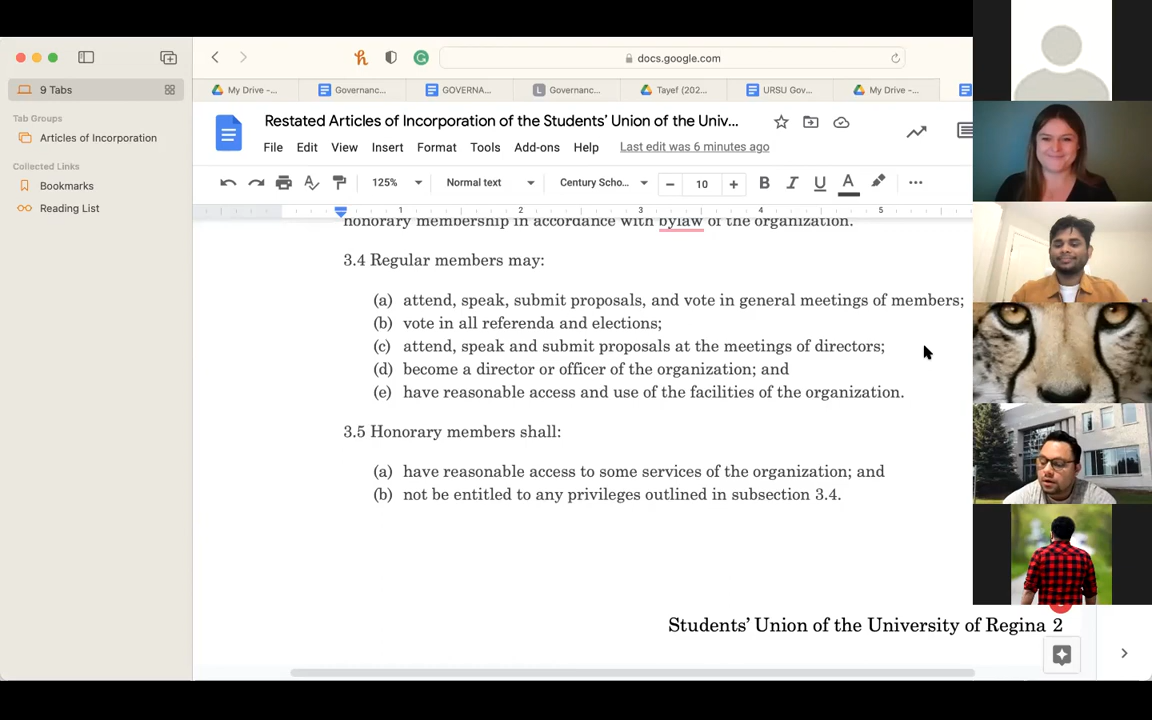 9 Tabs
Tab Groups
Articles of Incorporation
Collected Links
Bookmarks
Reading List
docs.google.com
My Drive -...
Governanc...
GOVERNA...
L Governanc...
Tayef (202...
URSU Gov...
My Drive -...
Restated Articles of Incorporation of the Students' Union of the Univ...
File Edit View Insert Format Tools Add-ons Help Last edit was 6 minutes ago
125% Normal text Century Scho... − 10 + B I U A ...
1 2 3 4 5
honorary membership in accordance with bylaw of the organization.
3.4 Regular members may:
(a) attend, speak, submit proposals, and vote in general meetings of members;
(b) vote in all referenda and elections;
(c) attend, speak and submit proposals at the meetings of directors;
(d) become a director or officer of the organization; and
(e) have reasonable access and use of the facilities of the organization.
3.5 Honorary members shall:
(a) have reasonable access to some services of the organization; and
(b) not be entitled to any privileges outlined in subsection 3.4.
Students' Union of the University of Regina 2